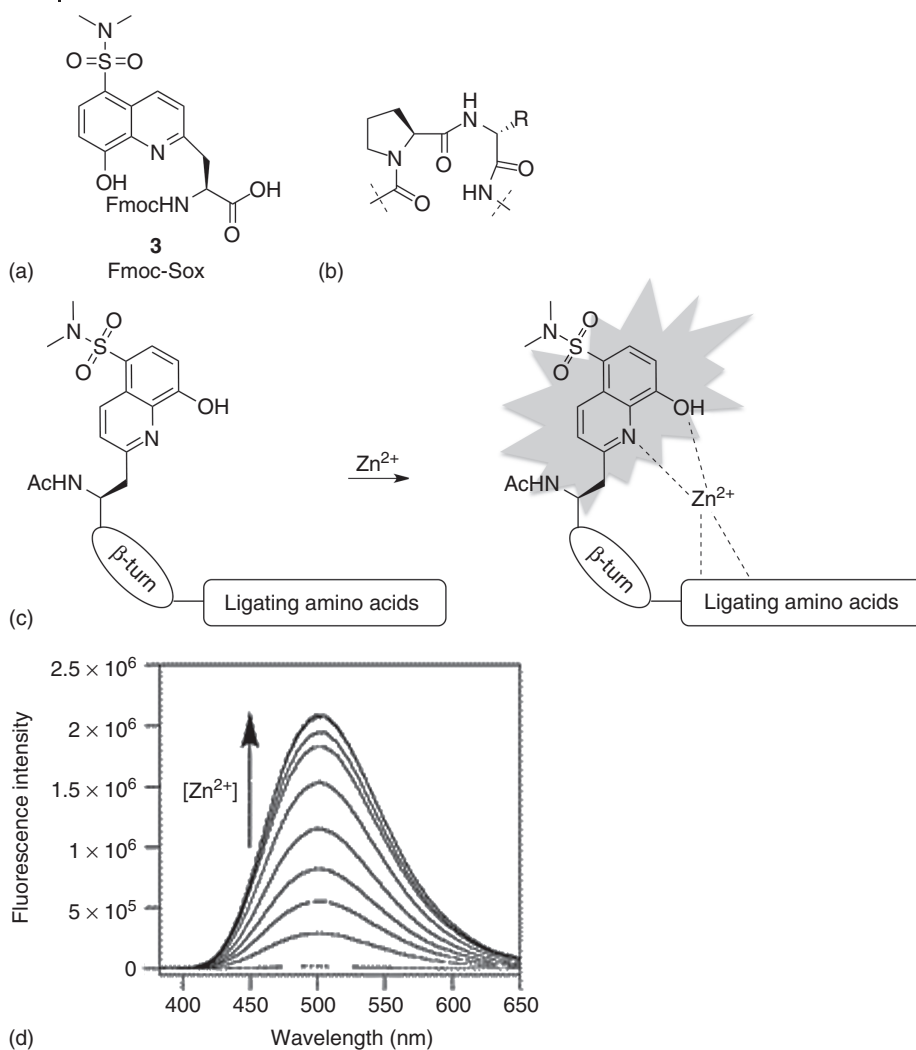 N
O=S=O
N
OH
FmocHN
OH
O
3
Fmoc-Sox
(a)
H
N
R
O
N
O
HN
O
(b)
N
O
S
O
OH
N
AcHN
β-turn
Ligating amino acids
Zn2+
N
O
S
O
OH
N
Zn2+
AcHN
β-turn
Ligating amino acids
(c)
2.5 × 10⁶
2 × 10⁶
1.5 × 10⁶
1 × 10⁶
5 × 10⁵
0
Fluorescence intensity
[Zn2+]
400 450 500 550 600 650
Wavelength (nm)
(d)